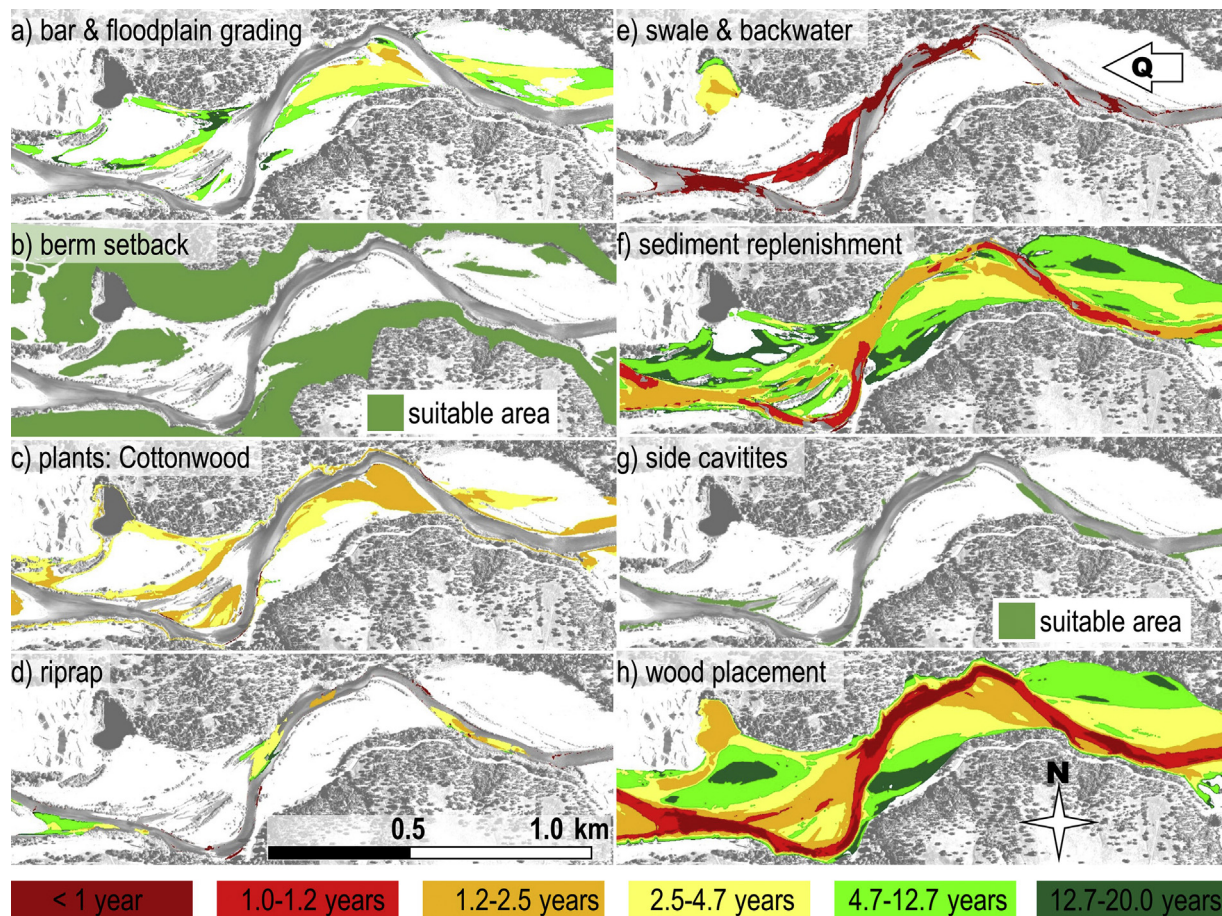 a) bar & floodplain grading
e) swale & backwater
Q
b) berm setback
suitable area
f) sediment replenishment
c) plants: Cottonwood
g) side cavitites
suitable area
d) riprap
0.5
1.0 km
h) wood placement
N
< 1 year
1.0-1.2 years
1.2-2.5 years
2.5-4.7 years
4.7-12.7 years
12.7-20.0 years